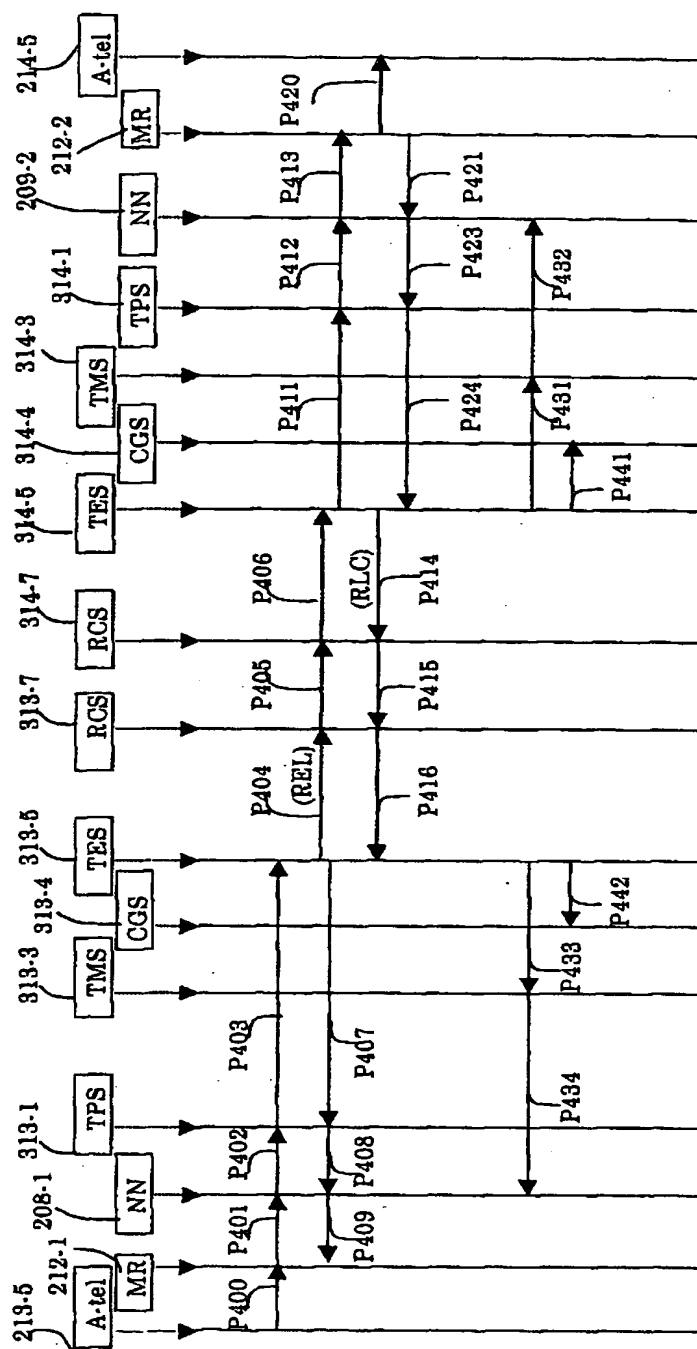 213-5
A-tel
212-1
MR
208-1
NN
313-1
TPS
313-3
TMS
313-4
CGS
313-5
TES
313-7
RCS
314-7
RCS
314-5
TES
314-4
CGS
314-3
TMS
314-1
TPS
209-2
NN
212-2
MR
214-5
A-tel
P400
P401
P402
P403
P404
(REL)
P405
P406
P407
P408
P409
P411
P412
P413
(RLC)
P414
P415
P416
P420
P421
P423
P424
P431
P432
P433
P434
P441
P442